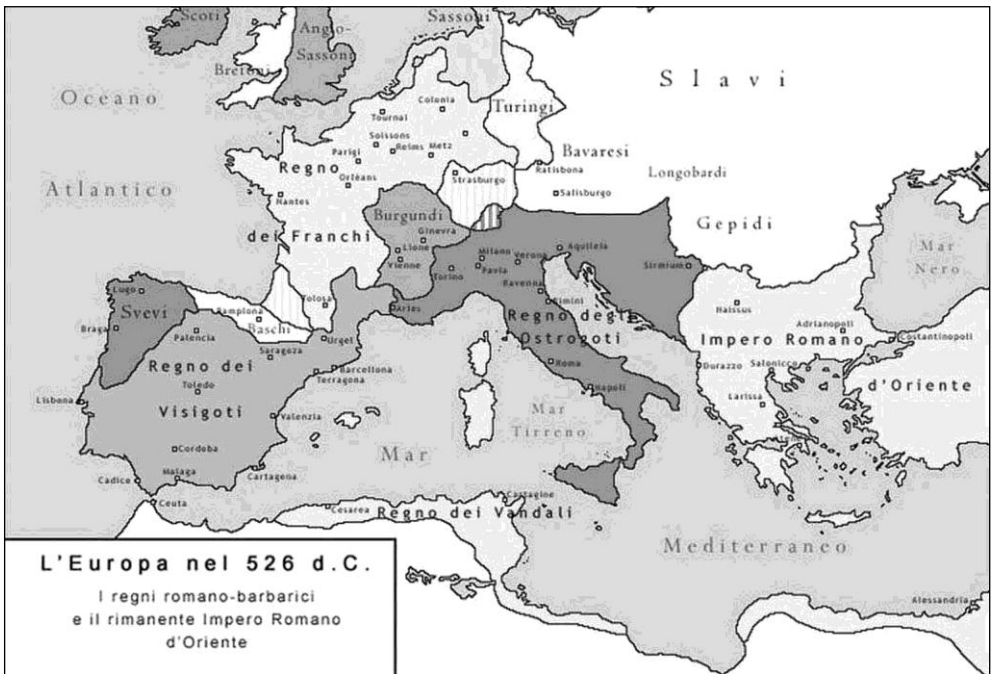 Scoti
Anglo-
Sassoni
Sassoni
Bretoni
Oceano
Atlantico
Slavi
Turingi
Bavaresi
Longobardi
Gepidi
Mar
Nero
Colonia
Tournai
Soissons
Reims
Metz
Parigi
Regno
dei Franchi
Orléans
Nantes
Strasburgo
Ratisbona
Salisburgo
Burgundi
Ginevra
Lione
Vienne
Milano
Verona
Aquileia
Torino
Pavia
Sirmium
Ravenna
Rimini
Arles
Regno degli
Ostrogoti
Roma
Napoli
Naissus
Adrianopoli
Costantinopoli
Impero Romano
d'Oriente
Durazzo
Salonicco
Larissa
Lugo
Svevi
Braga
Pamplona
Baschi
Tolosa
Palencia
Urgel
Saragoza
Regno dei
Visigoti
Barcellona
Terragona
Toledo
Lisbona
Valenzia
Cordoba
Malaga
Cartagena
Cadice
Ceuta
Mar
Tirreno
Mar
Mediterraneo
Cesarea
Cartagine
Regno dei Vandali
Alessandria
L'Europa nel 526 d.C.
I regni romano-barbarici
e il rimanente Impero Romano
d'Oriente